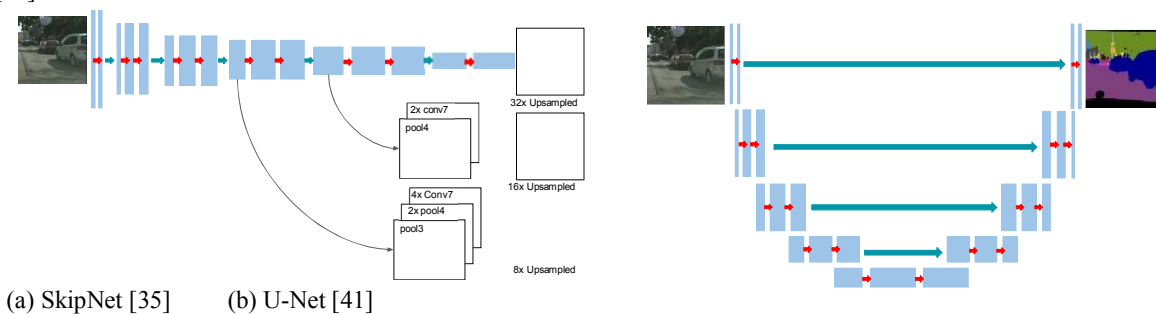 32x Upsampled
2x conv7
pool4
16x Upsampled
4x Conv7
2x pool4
pool3
8x Upsampled
(a) SkipNet [35] (b) U-Net [41]